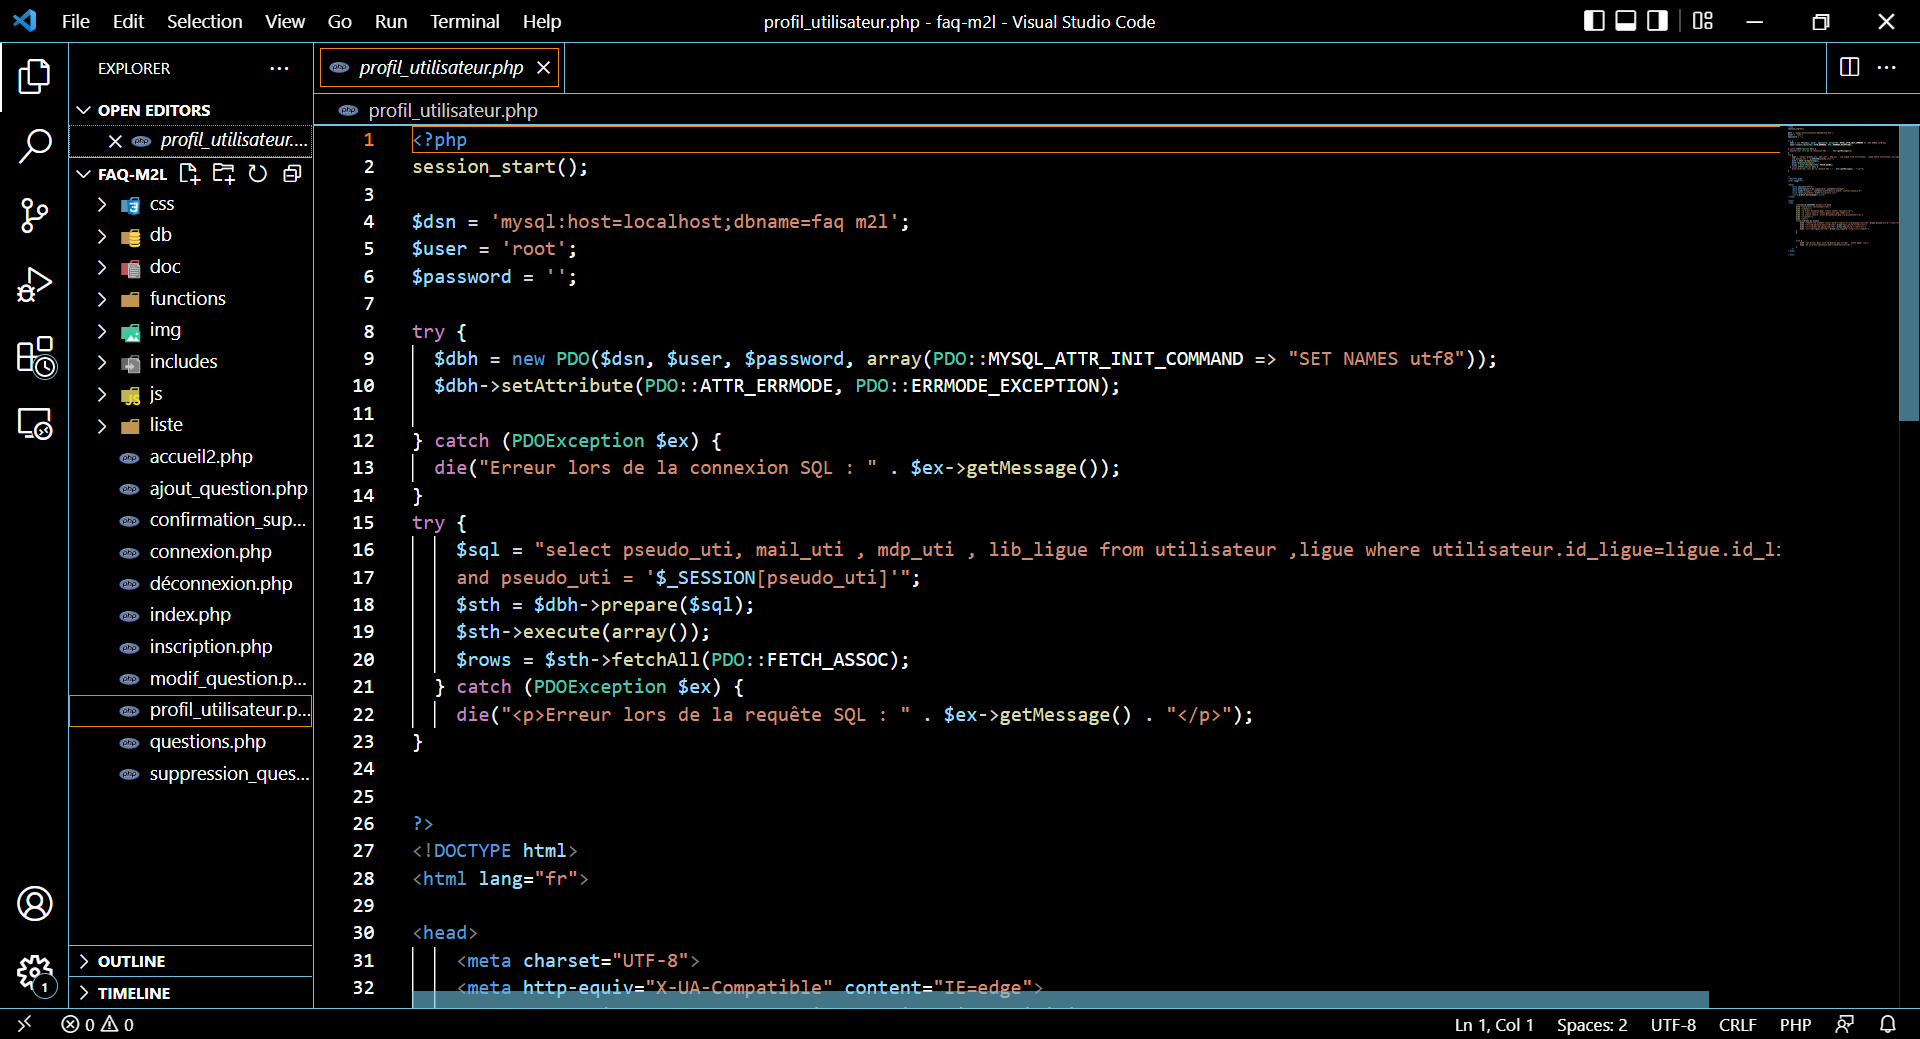 File Edit Selection View Go Run Terminal Help
profil_utilisateur.php - faq-m2l - Visual Studio Code
EXPLORER
OPEN EDITORS
profil_utilisateur....
FAQ-M2L
css
db
doc
functions
img
includes
js
liste
accueil2.php
ajout_question.php
confirmation_sup...
connexion.php
déconnexion.php
index.php
inscription.php
modif_question.p...
profil_utilisateur.p...
questions.php
suppression_ques...
OUTLINE
TIMELINE
profil_utilisateur.php
profil_utilisateur.php
1 <?php
2 session_start();
3
4 $dsn = 'mysql:host=localhost;dbname=faq m2l';
5 $user = 'root';
6 $password = '';
7
8 try {
9 $dbh = new PDO($dsn, $user, $password, array(PDO::MYSQL_ATTR_INIT_COMMAND => "SET NAMES utf8"));
10 $dbh->setAttribute(PDO::ATTR_ERRMODE, PDO::ERRMODE_EXCEPTION);
11
12 } catch (PDOException $ex) {
13 die("Erreur lors de la connexion SQL : " . $ex->getMessage());
14 }
15 try {
16 $sql = "select pseudo_uti, mail_uti , mdp_uti , lib_ligue from utilisateur ,ligue where utilisateur.id_ligue=ligue.id_li
17 and pseudo_uti = '$_SESSION[pseudo_uti]'";
18 $sth = $dbh->prepare($sql);
19 $sth->execute(array());
20 $rows = $sth->fetchAll(PDO::FETCH_ASSOC);
21 } catch (PDOException $ex) {
22 die("<p>Erreur lors de la requête SQL : " . $ex->getMessage() . "</p>");
23 }
24
25
26 ?>
27 <!DOCTYPE html>
28 <html lang="fr">
29
30 <head>
31 <meta charset="UTF-8">
32 <meta http-equiv="X-UA-Compatible" content="IE=edge">
1
0 0
Ln 1, Col 1 Spaces: 2 UTF-8 CRLF PHP